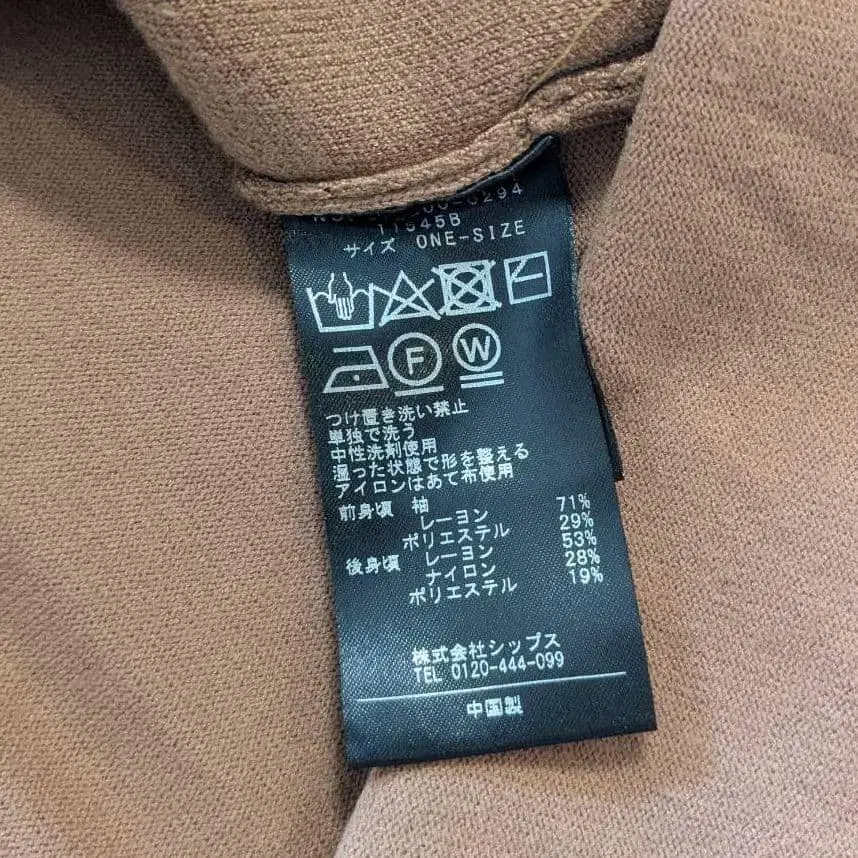 11945B
サイズ ONE-SIZE
F W
つけ置き洗い禁止
単独で洗う
中性洗剤使用
湿った状態で形を整える
アイロンはあて布使用
前身頃 袖
レーヨン 71%
ポリエステル 29%
後身頃 レーヨン 53%
ナイロン 28%
ポリエステル 19%
株式会社シップス
TEL 0120-444-099
中国製